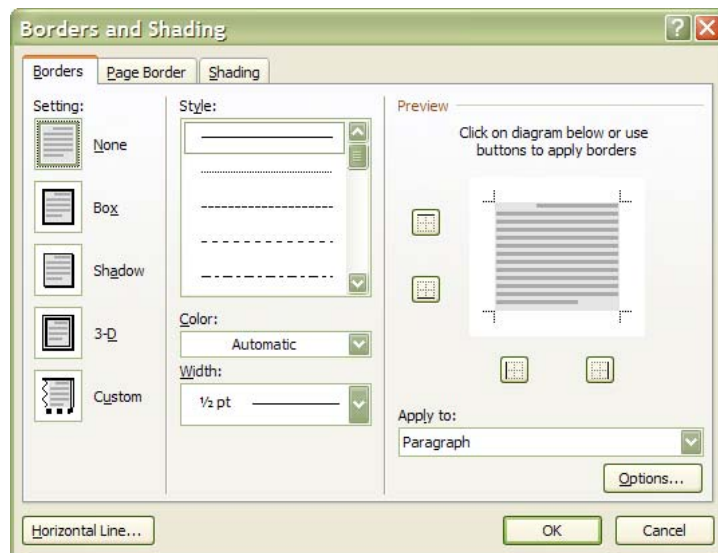 Borders and Shading
Borders
Page Border
Shading
Setting:
None
Box
Shadow
3-D
Custom
Style:
Color:
Automatic
Width:
½ pt
Preview
Click on diagram below or use
buttons to apply borders
Apply to:
Paragraph
Options...
Horizontal Line...
OK
Cancel